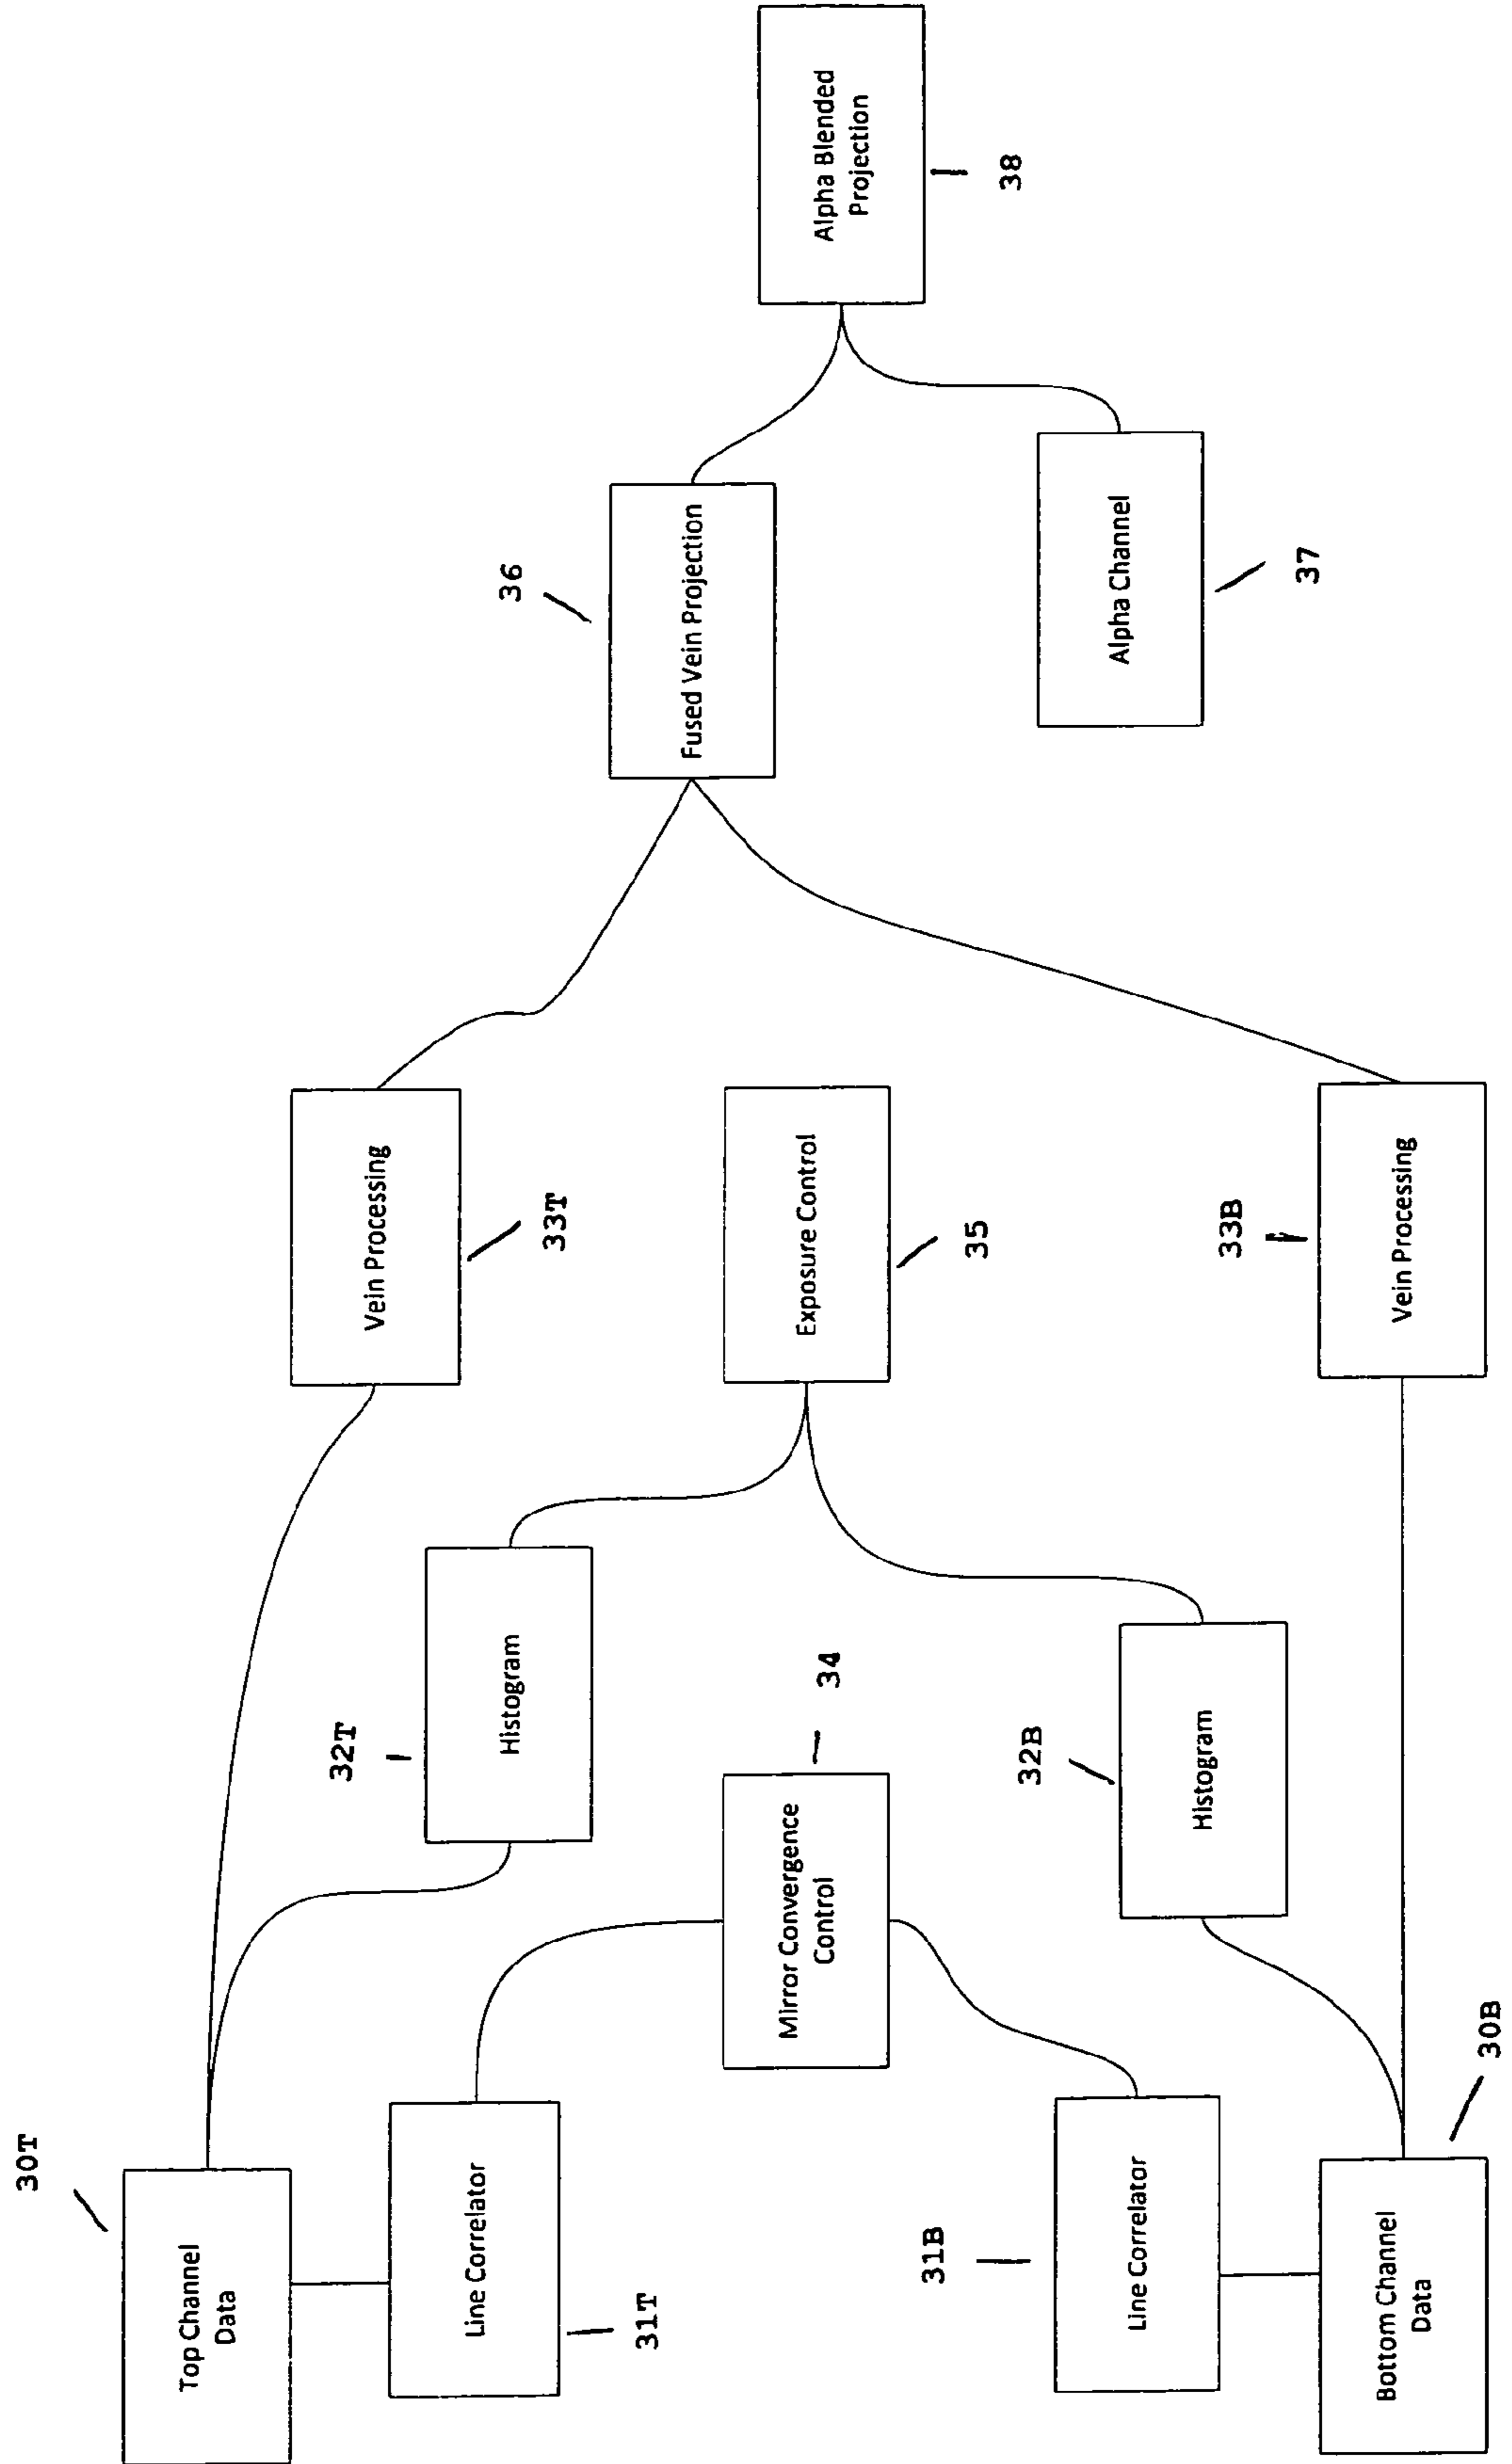 30T
Top Channel
Data
Line Correlator
31T
32T
Histogram
Vein Processing
33T
Mirror Convergence
Control
34
Exposure Control
35
31B
Line Correlator
Bottom Channel
Data
30B
32B
Histogram
33B
Vein Processing
36
Fused Vein Projection
Alpha Channel
37
Alpha Blended
Projection
38